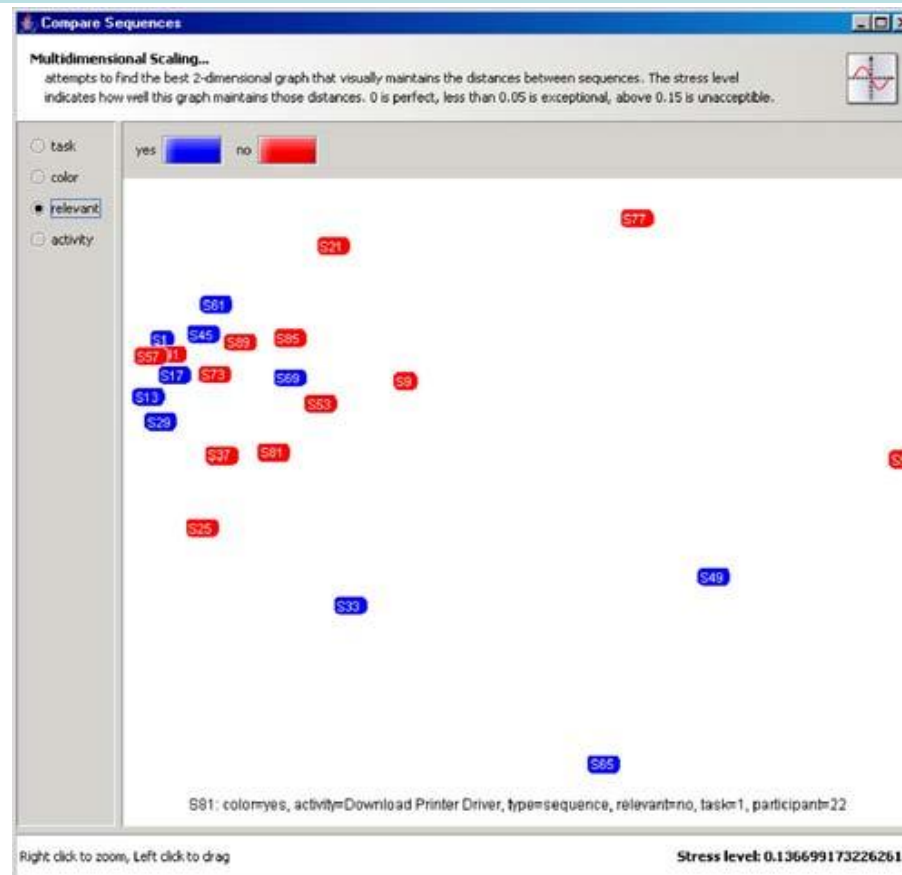 Compare Sequences
Multidimensional Scaling...
attempts to find the best 2-dimensional graph that visually maintains the distances between sequences. The stress level
indicates how well this graph maintains those distances. 0 is perfect, less than 0.05 is exceptional, above 0.15 is unacceptible.
task
color
relevant
activity
yes
no
S77
S21
S61
S1
S45
S89
S85
S57
S17
S73
S69
S9
S13
S53
S29
S37
S81
S25
S49
S33
S65
S81: color=yes, activity=Download Printer Driver, type=sequence, relevant=no, task=1, participant=22
Right click to zoom, Left click to drag
Stress level: 0.136699173226261